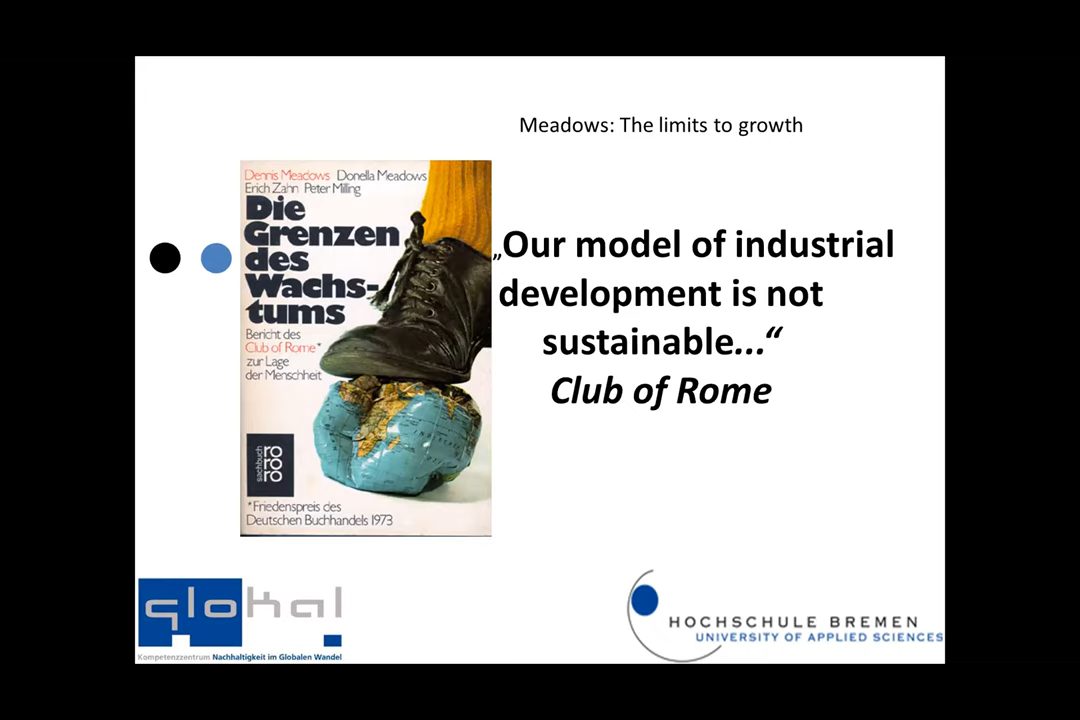 Meadows: The limits to growth
Dennis Meadows Donella Meadows
Erich Zahn Peter Milling
Die
Grenzen
des
Wachs-
tums
Bericht des
Club of Rome*
zur Lage
der Menschheit
sachbuch
ro
ro
ro
*Friedenspreis des
Deutschen Buchhandels 1973
„Our model of industrial
development is not
sustainable...“
Club of Rome
glokal
Kompetenzzentrum Nachhaltigkeit im Globalen Wandel
HOCHSCHULE BREMEN
UNIVERSITY OF APPLIED SCIENCES